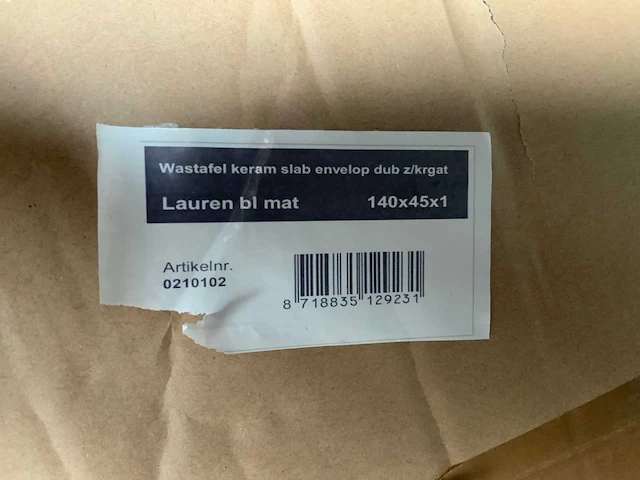 Wastafel keram slab envelop dub z/krgat
Lauren bl mat 140x45x1
Artikelnr.
0210102
8 718835 129231